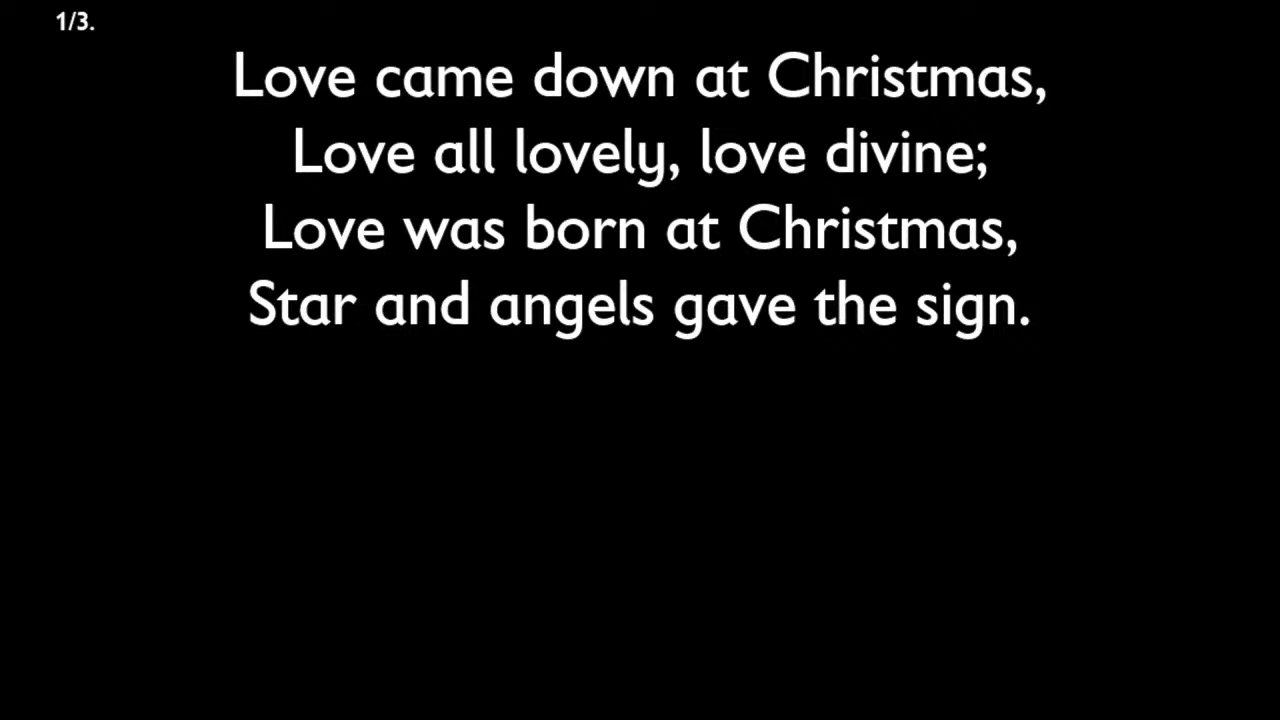 1/3.
Love came down at Christmas,
Love all lovely, love divine;
Love was born at Christmas,
Star and angels gave the sign.